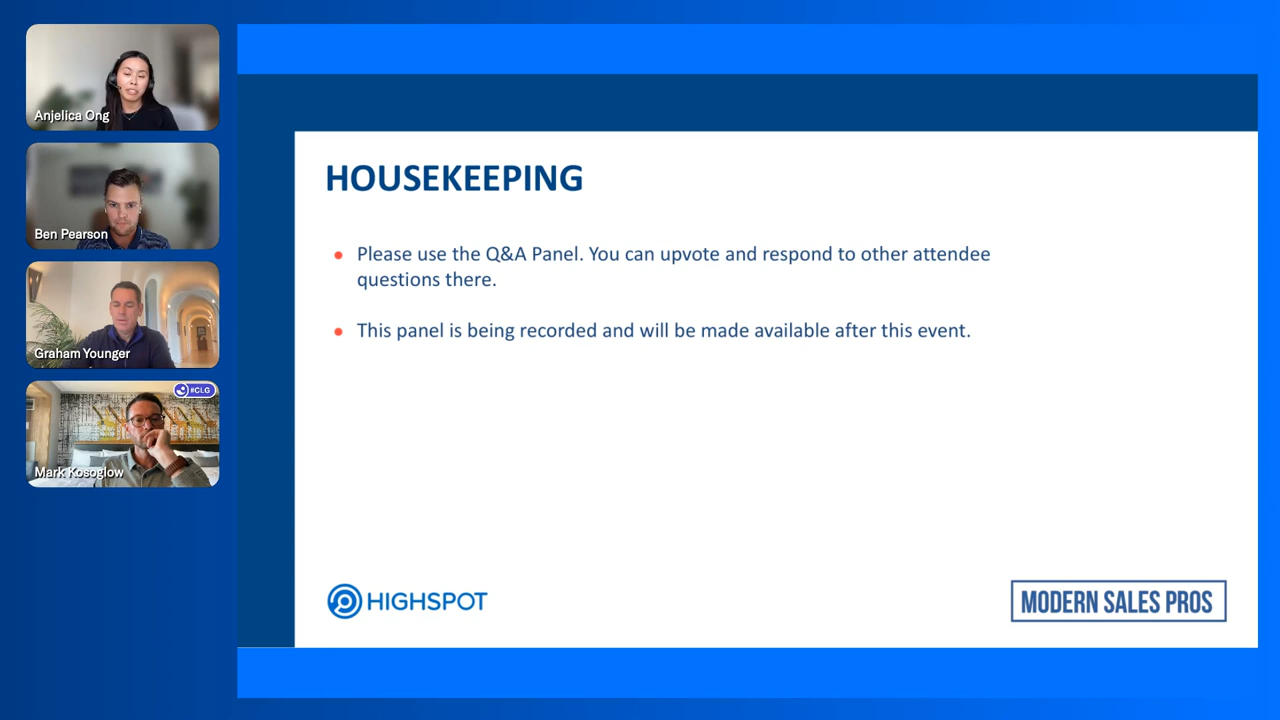 Anjelica Ong
Ben Pearson
Graham Younger
#CLG
Mark Kosoglow
HOUSEKEEPING
• Please use the Q&A Panel. You can upvote and respond to other attendee
questions there.
• This panel is being recorded and will be made available after this event.
HIGHSPOT
MODERN SALES PROS